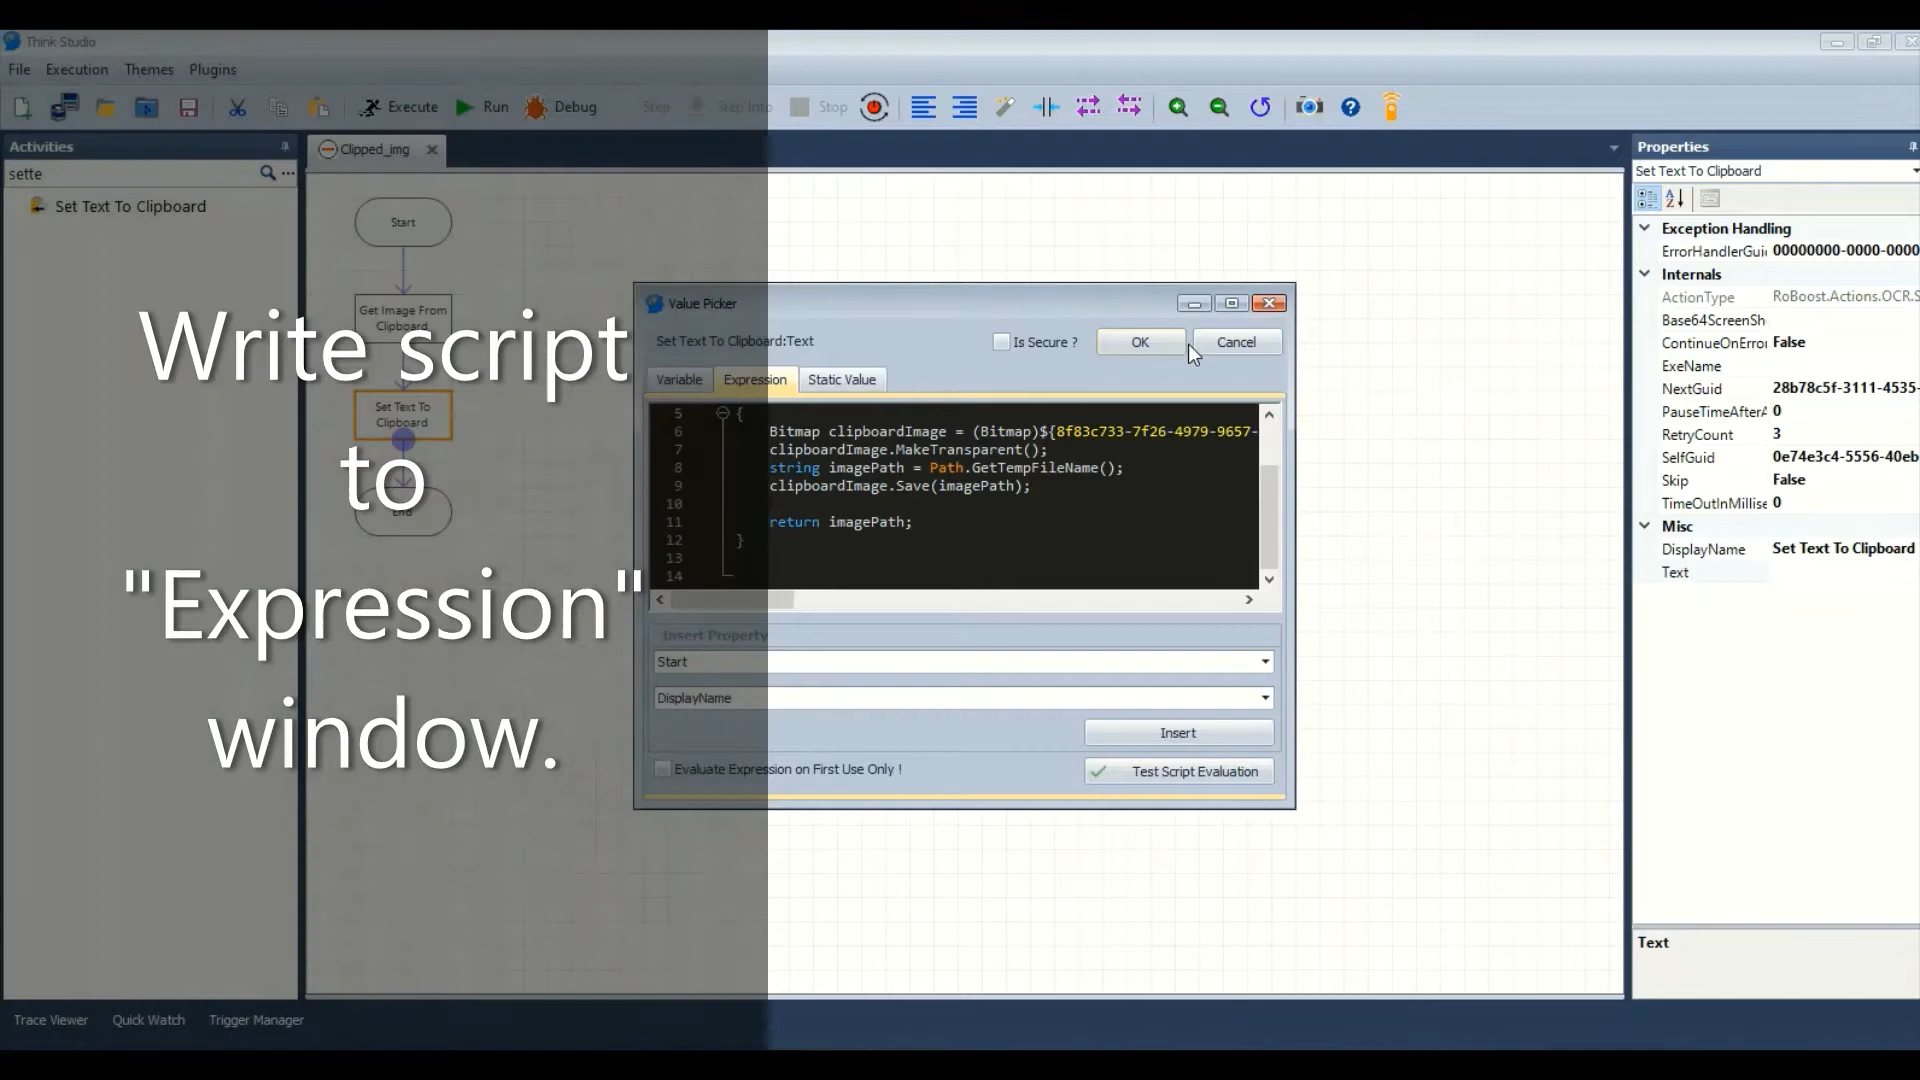 Think Studio
File Execution Themes Plugins
Execute Run Debug Step Step Into Stop
Activities
sette
Set Text To Clipboard
Clipped_img
Start
Get Image From
Clipboard
Set Text To
Clipboard
End
Write script
to
"Expression"
window.
Value Picker
Set Text To Clipboard:Text
Is Secure ?
OK
Cancel
Variable Expression Static Value
5 {
6 Bitmap clipboardImage = (Bitmap)${8f83c733-7f26-4979-9657-
7 clipboardImage.MakeTransparent();
8 string imagePath = Path.GetTempFileName();
9 clipboardImage.Save(imagePath);
10
11 return imagePath;
12 }
13
14
Insert Property
Start
DisplayName
Insert
Evaluate Expression on First Use Only !
Test Script Evaluation
Properties
Set Text To Clipboard
Exception Handling
ErrorHandlerGui 00000000-0000-0000
Internals
ActionType RoBoost.Actions.OCR.S
Base64ScreenSh
ContinueOnErro False
ExeName
NextGuid 28b78c5f-3111-4535-
PauseTimeAfterA 0
RetryCount 3
SelfGuid 0e74e3c4-5556-40eb
Skip False
TimeOutInMillise 0
Misc
DisplayName Set Text To Clipboard
Text
Text
Trace Viewer Quick Watch Trigger Manager